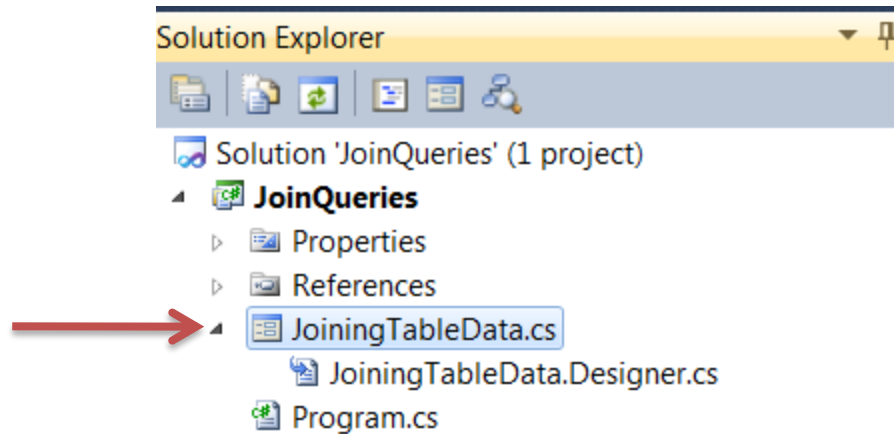 Solution Explorer
Solution 'JoinQueries' (1 project)
JoinQueries
Properties
References
JoiningTableData.cs
JoiningTableData.Designer.cs
Program.cs